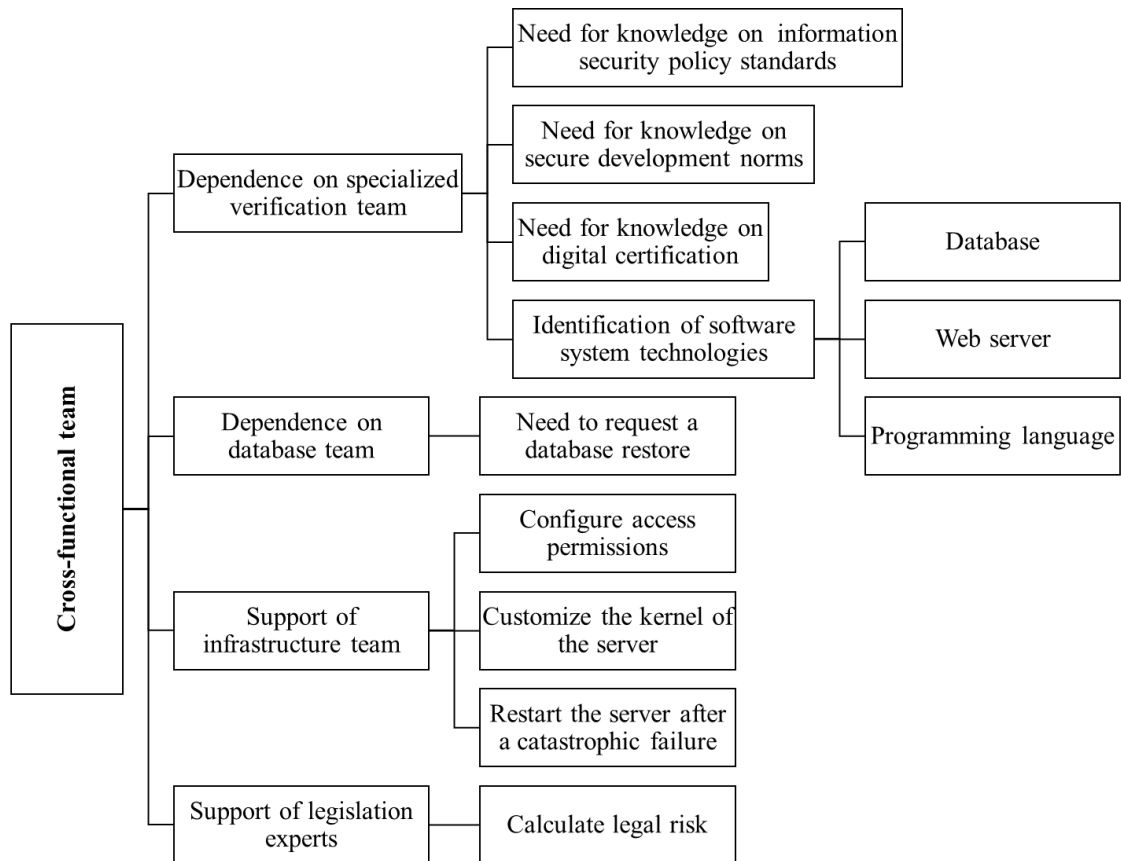 Cross-functional team
Dependence on specialized
verification team
Need for knowledge on information
security policy standards
Need for knowledge on
secure development norms
Need for knowledge on
digital certification
Identification of software
system technologies
Database
Web server
Programming language
Dependence on
database team
Need to request a
database restore
Support of
infrastructure team
Configure access
permissions
Customize the kernel of
the server
Restart the server after
a catastrophic failure
Support of legislation
experts
Calculate legal risk